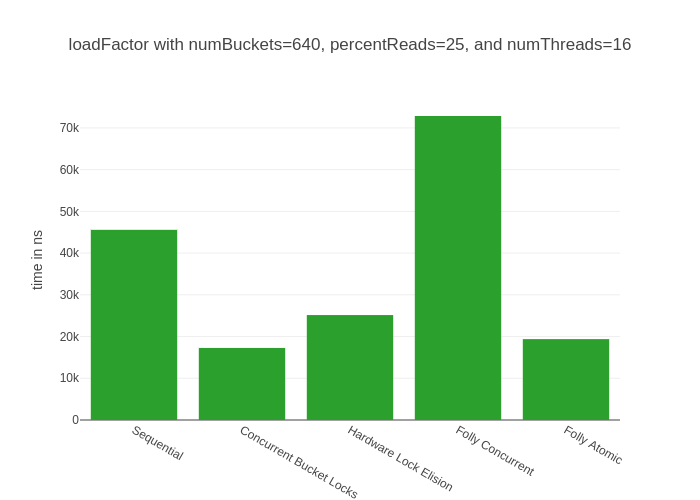 loadFactor with numBuckets=640, percentReads=25, and numThreads=16
time in ns
70k
60k
50k
40k
30k
20k
10k
0
Sequential
Concurrent Bucket Locks
Hardware Lock Elision
Folly Concurrent
Folly Atomic